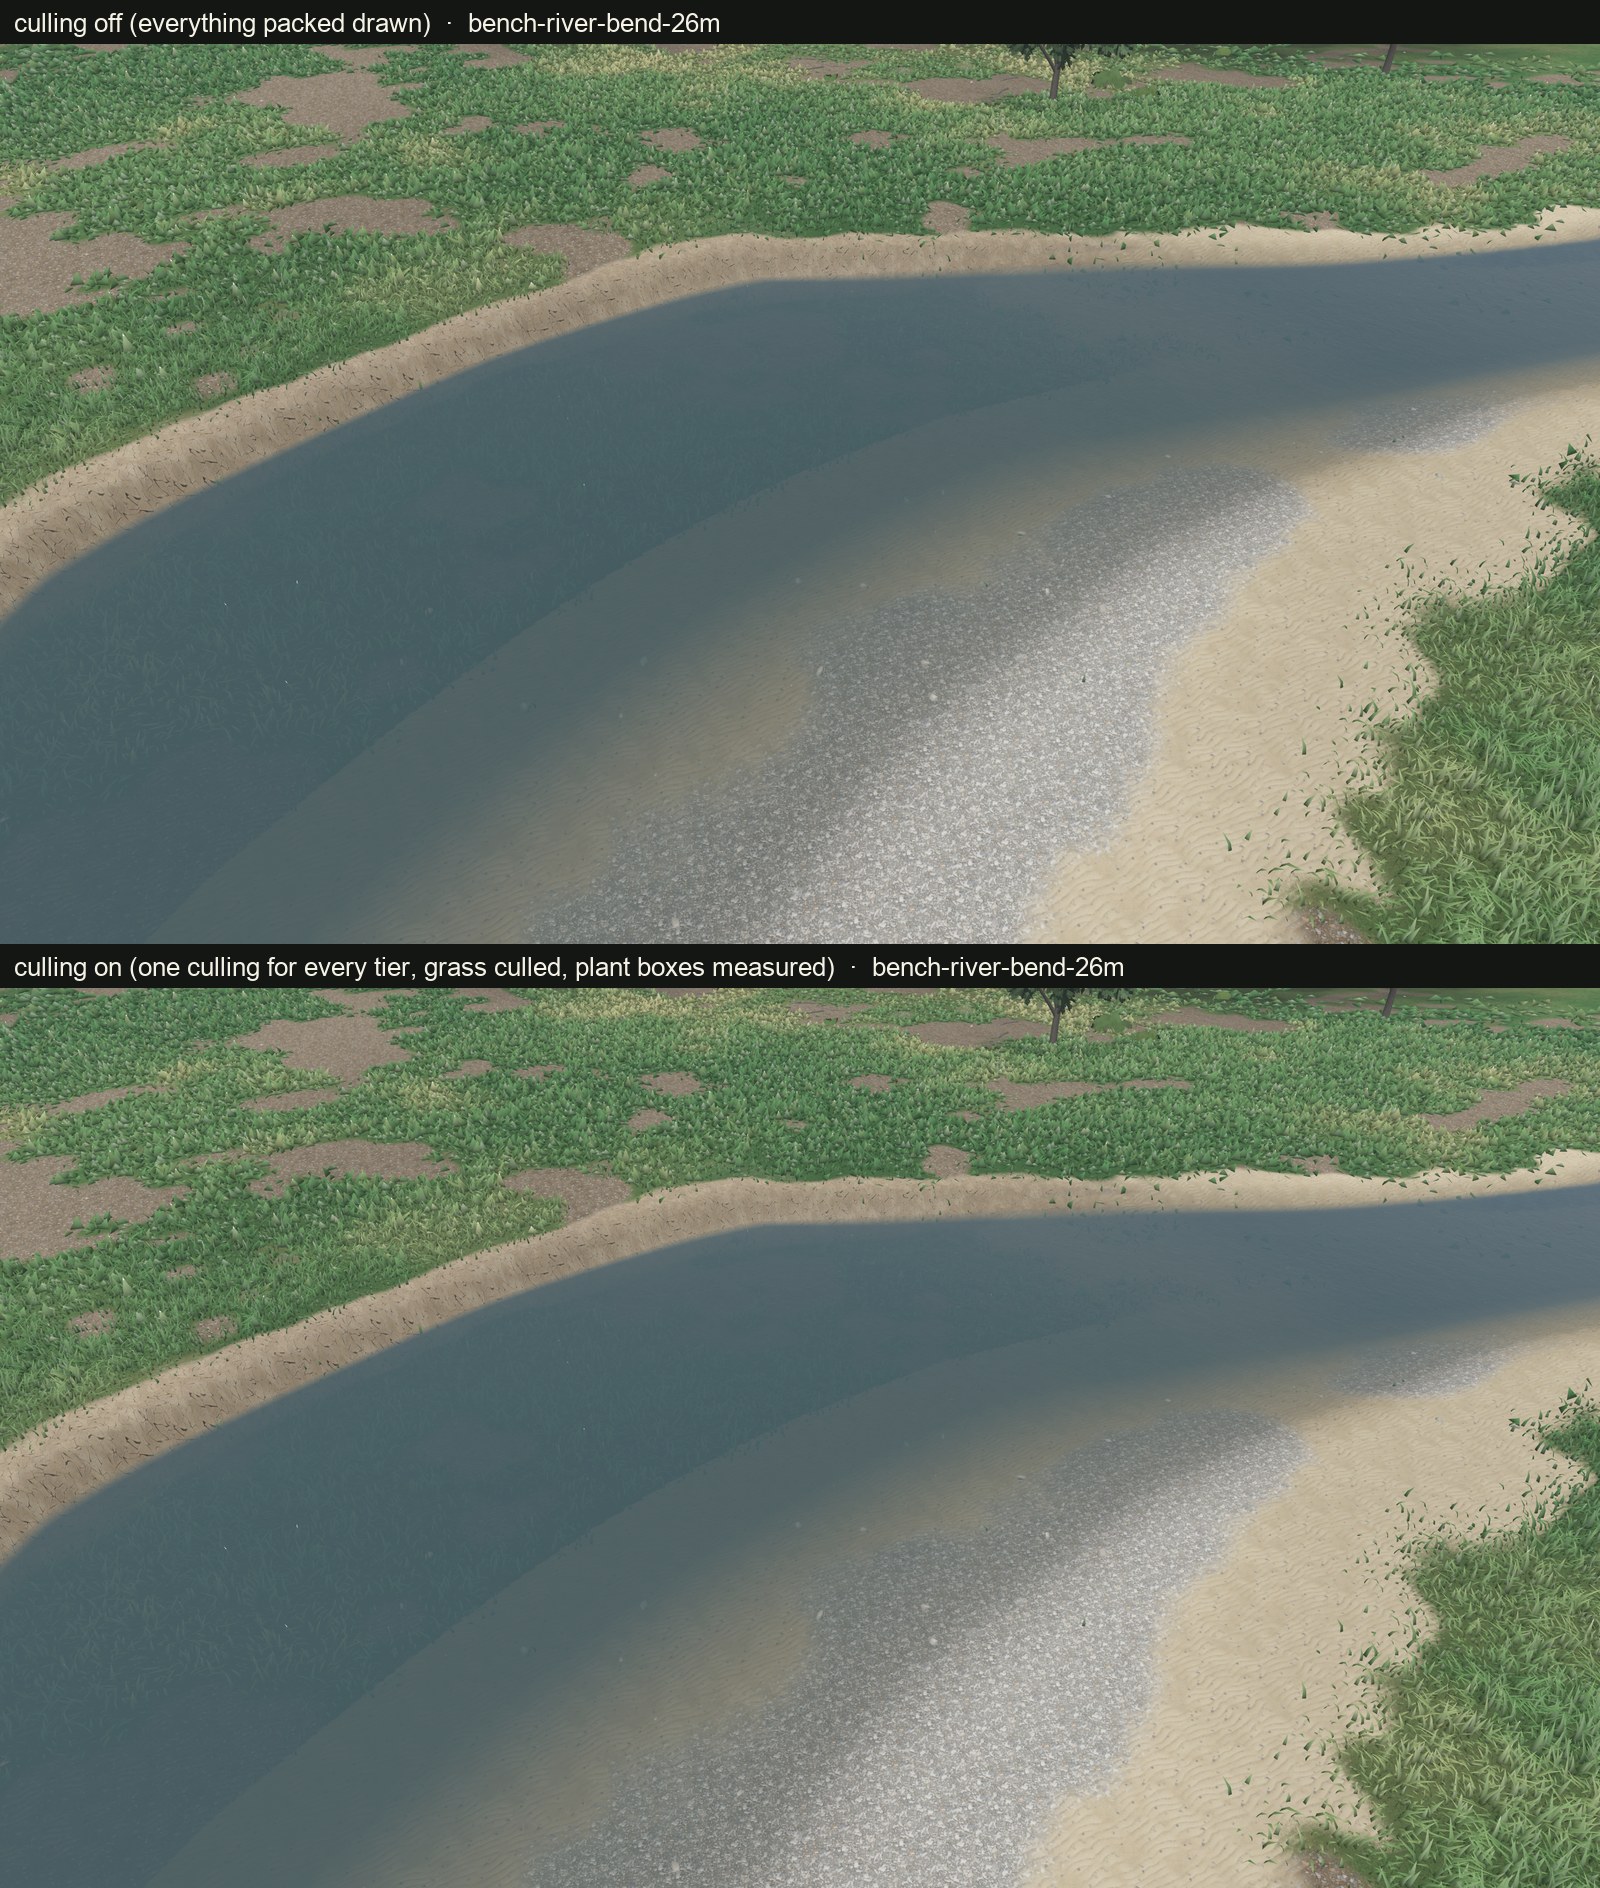 culling off (everything packed drawn) · bench-river-bend-26m
culling on (one culling for every tier, grass culled, plant boxes measured) · bench-river-bend-26m